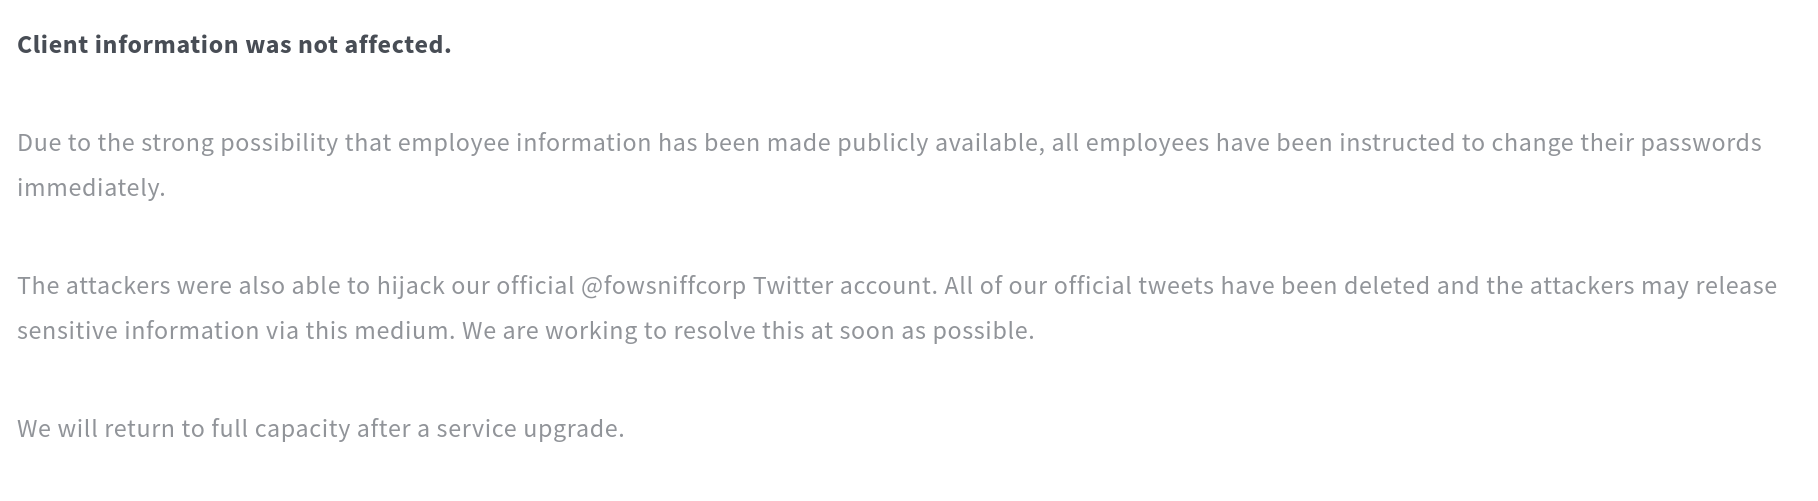 Client information was not affected.
Due to the strong possibility that employee information has been made publicly available, all employees have been instructed to change their passwords
immediately.
The attackers were also able to hijack our official @fowsniffcorp Twitter account. All of our official tweets have been deleted and the attackers may release
sensitive information via this medium. We are working to resolve this at soon as possible.
We will return to full capacity after a service upgrade.